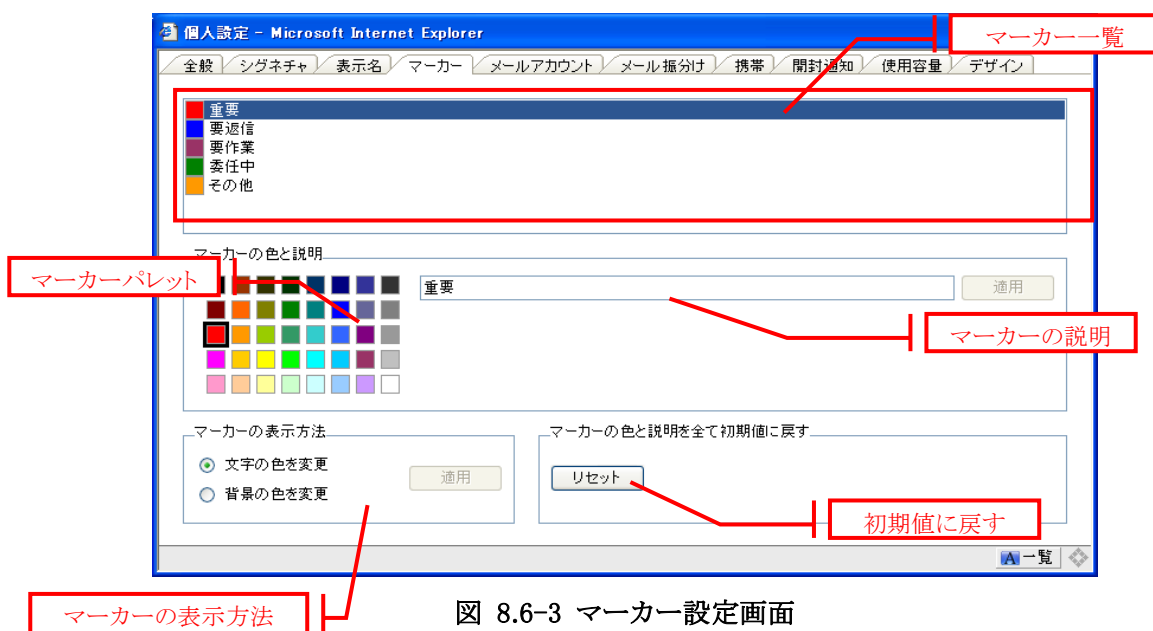 個人設定 - Microsoft Internet Explorer
マーカー一覧
全般 シグネチャ 表示名 マーカー メールアカウント メール振分け 携帯 開封通知 使用容量 デザイン
重要
要返信
要作業
委任中
その他
マーカーの色と説明
マーカーパレット
重要
適用
マーカーの説明
マーカーの表示方法
文字の色を変更
背景の色を変更
適用
マーカーの色と説明を全て初期値に戻す
リセット
初期値に戻す
A一覧
マーカーの表示方法
図 8.6-3 マーカー設定画面